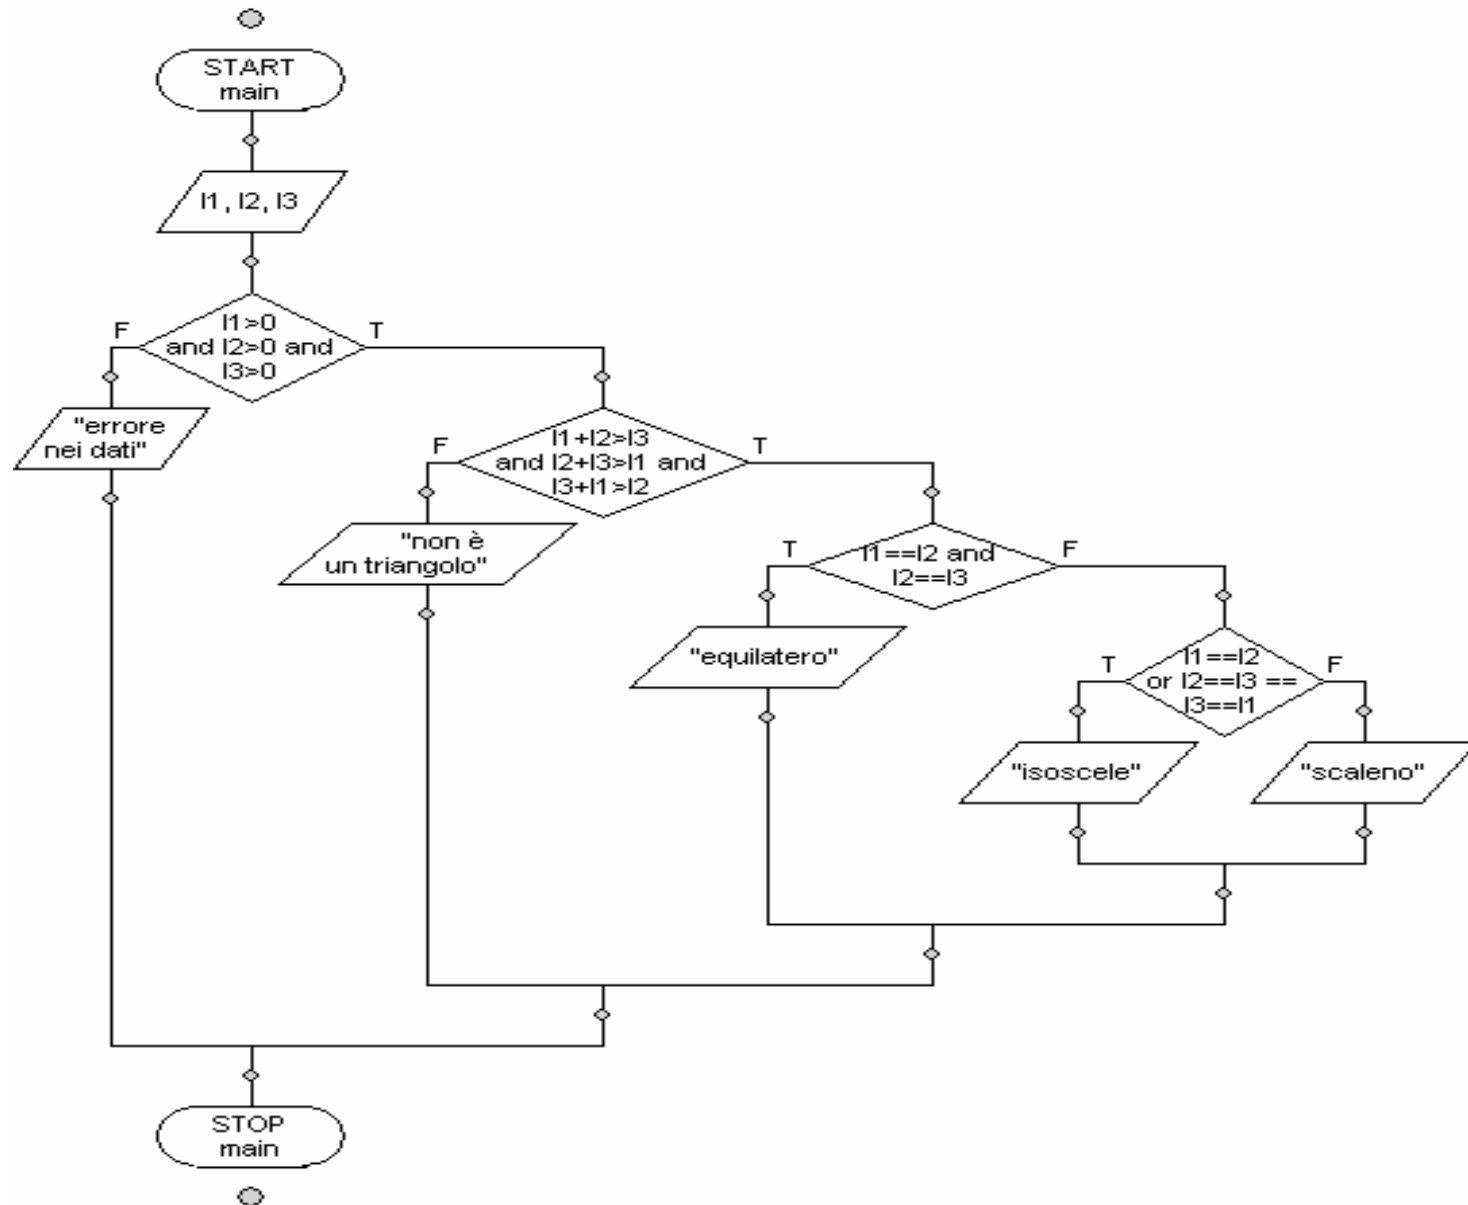 START
main
l1, l2, l3
l1>0
and l2>0 and
l3>0
F
T
"errore
nei dati"
l1+l2>l3
and l2+l3>l1 and
l3+l1>l2
F
T
"non è
un triangolo"
l1==l2 and
l2==l3
T
F
"equilatero"
l1==l2
or l2==l3 ==
l3==l1
T
F
"isoscele"
"scaleno"
STOP
main